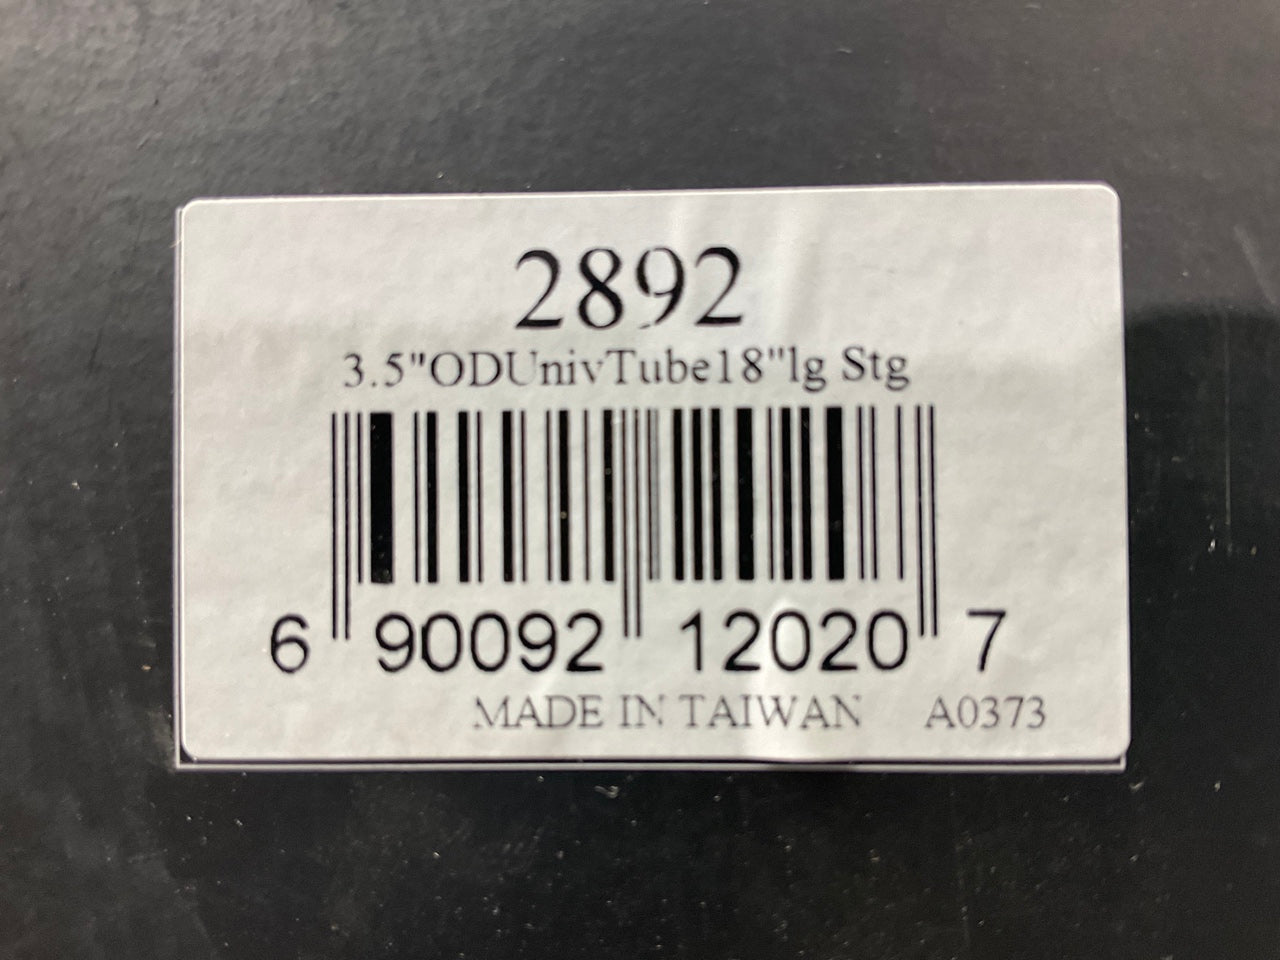 2892
3.5"ODUnivTube18"lg Stg
6 90092 12020 7
MADE IN TAIWAN A0373